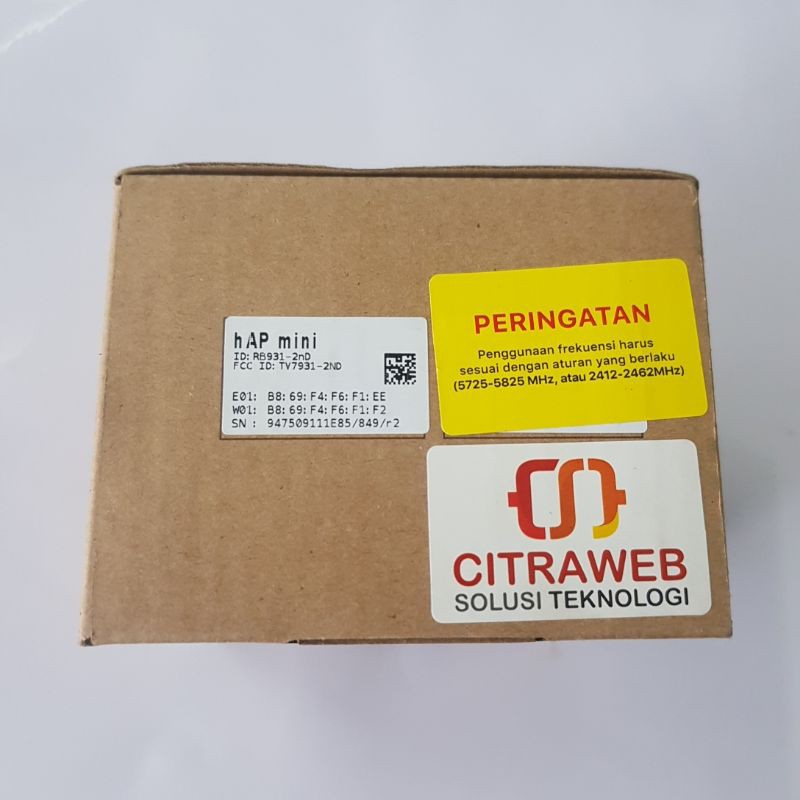 hAP mini
ID: RB931-2nD
FCC ID: TV7931-2ND
E01: B8:69:F4:F6:F1:EE
W01: B8:69:F4:F6:F1:F2
SN : 947509111E85/849/r2
PERINGATAN
Penggunaan frekuensi harus
sesuai dengan aturan yang berlaku
(5725-5825 MHz, atau 2412-2462MHz)
CITRAWEB
SOLUSI TEKNOLOGI